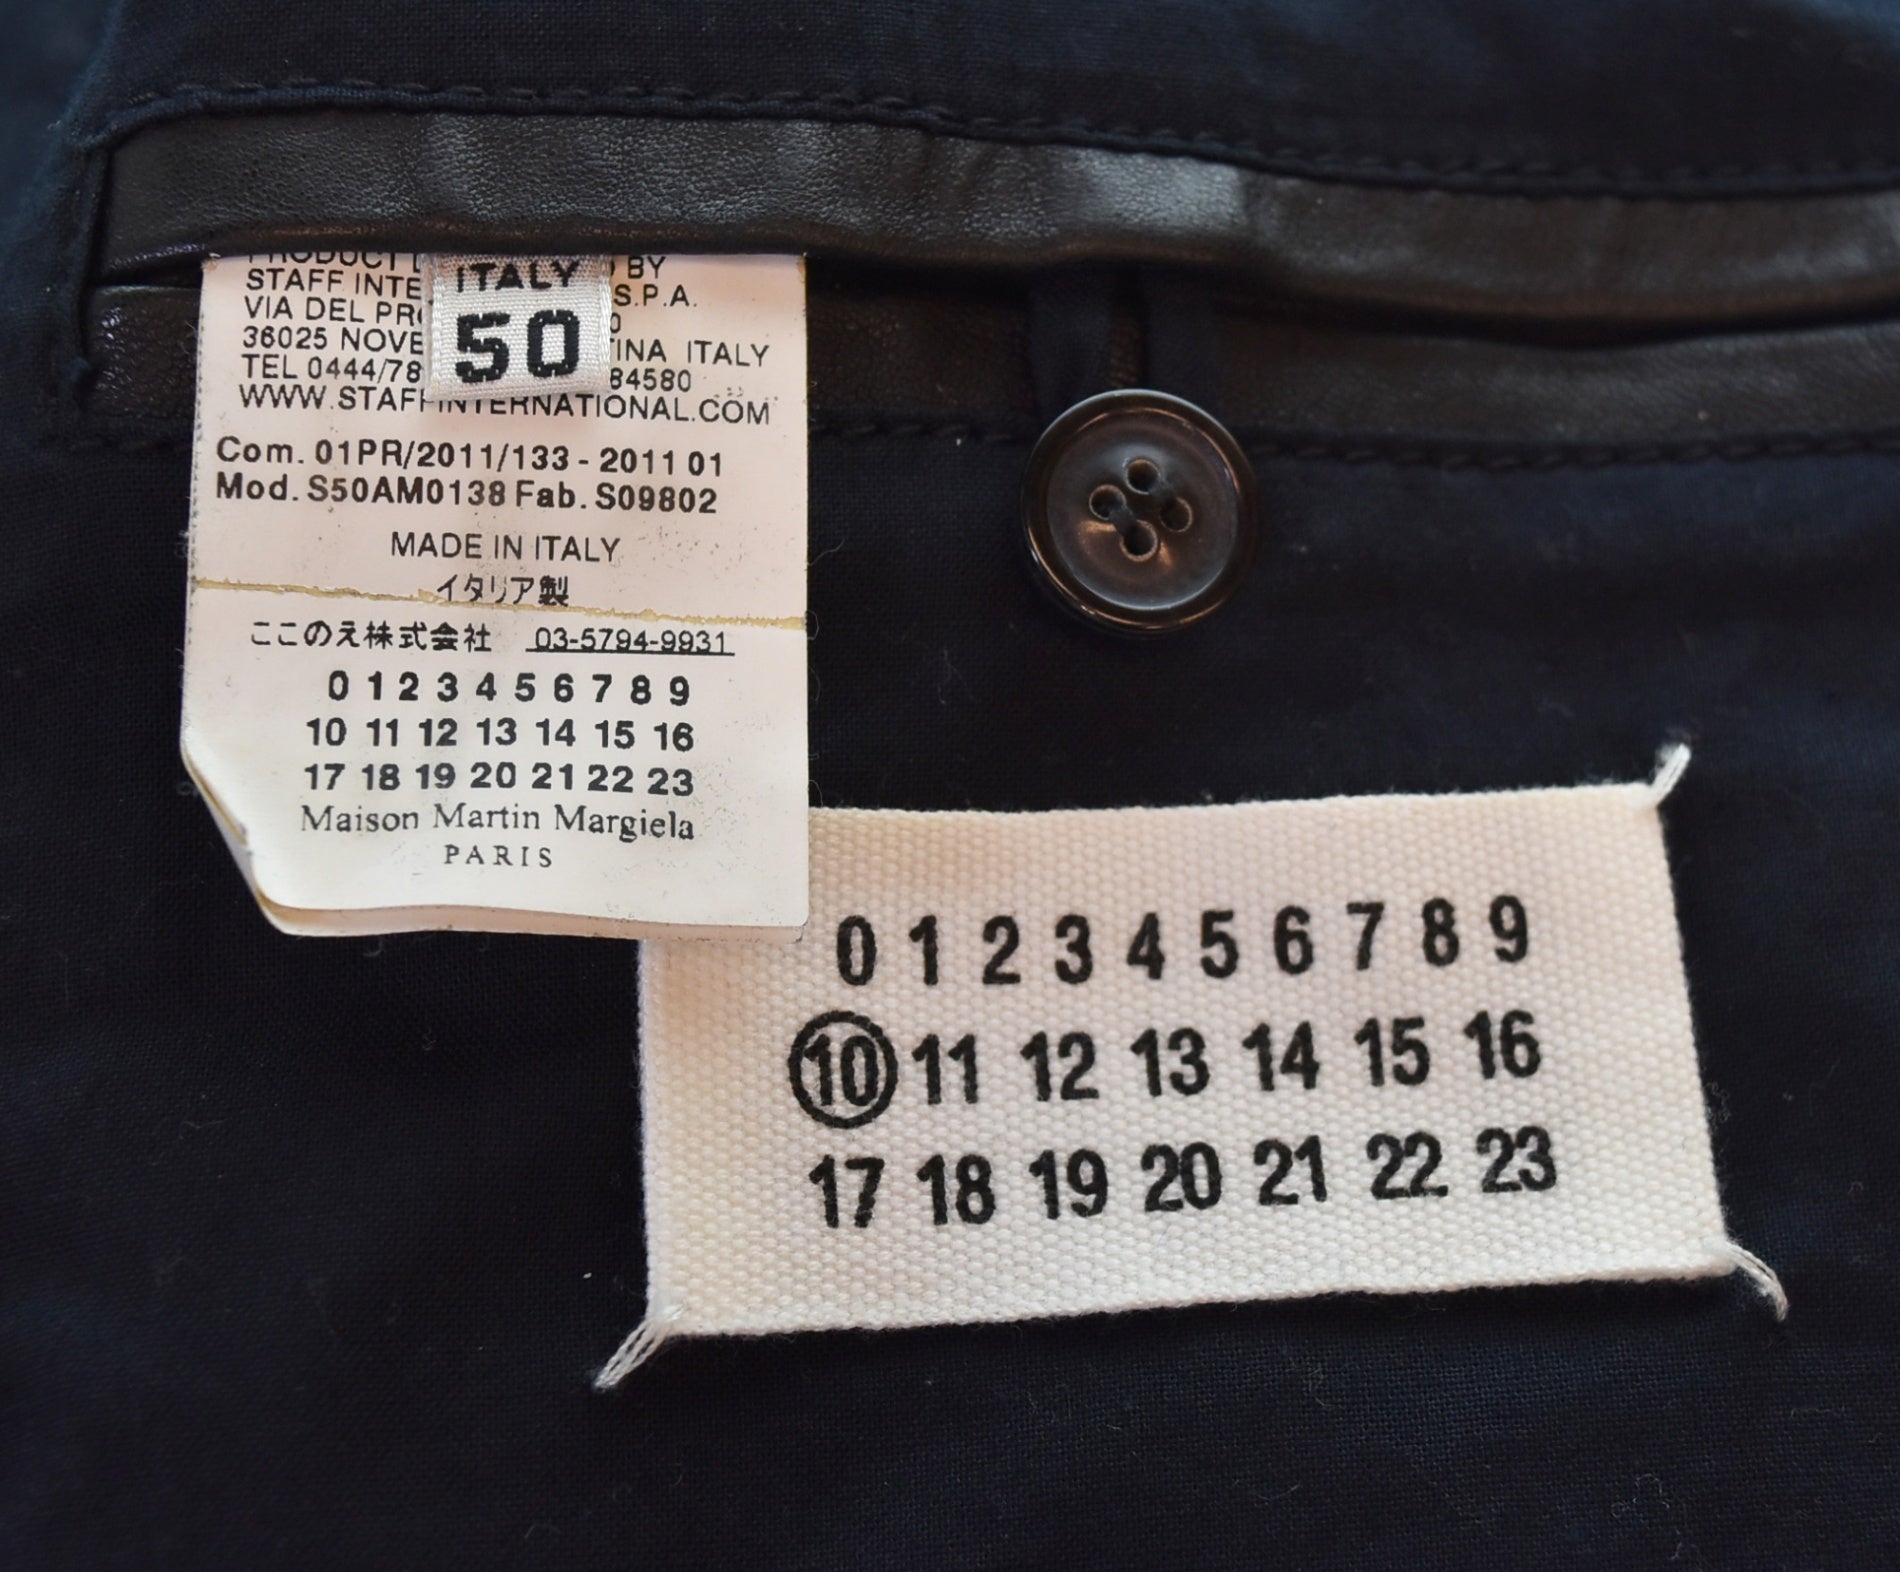 BY
STAFF INTE S.P.A.
VIA DEL
36025 NOVE ITALY
TEL 0444/78 84580
WWW.STAFFINTERNATIONAL.COM
ITALY
50
Com. 01PR/2011/133 - 2011 01
Mod. S50AM0138 Fab. S09802
MADE IN ITALY
イタリア製
ここのえ株式会社 03-5794-9931
0 1 2 3 4 5 6 7 8 9
10 11 12 13 14 15 16
17 18 19 20 21 22 23
Maison Martin Margiela
PARIS
0 1 2 3 4 5 6 7 8 9
10 11 12 13 14 15 16
17 18 19 20 21 22 23